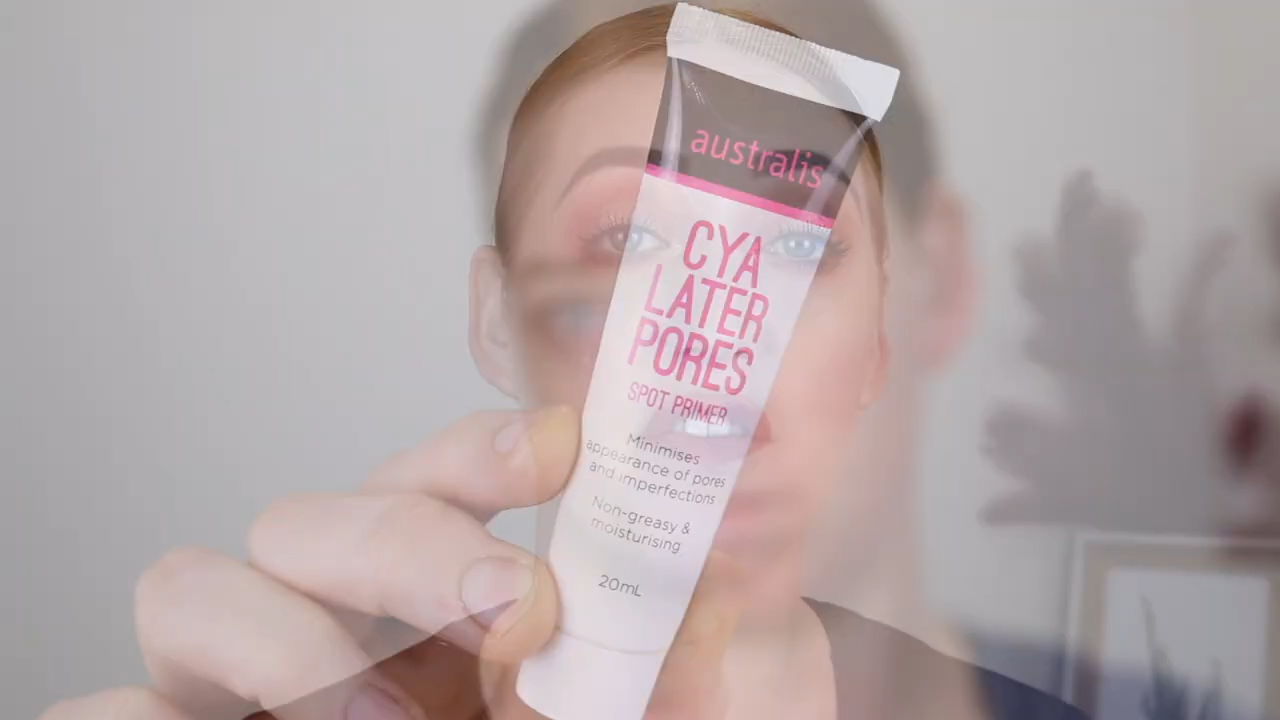 australis
CYA
LATER
PORES
SPOT PRIMER
Minimises
appearance of pores
and imperfections
Non-greasy &
moisturising
20mL